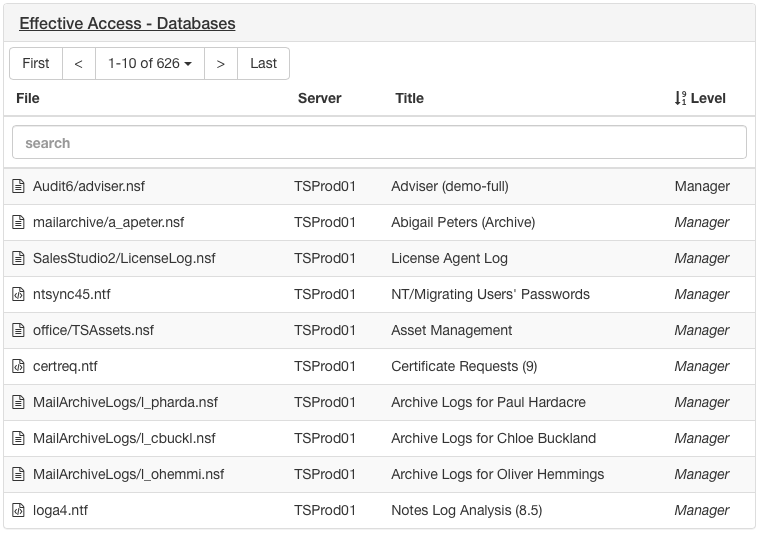 Effective Access - Databases
First < 1-10 of 626 > Last
File Server Title Level
search
Audit6/adviser.nsf TSProd01 Adviser (demo-full) Manager
mailarchive/a_apeter.nsf TSProd01 Abigail Peters (Archive) Manager
SalesStudio2/LicenseLog.nsf TSProd01 License Agent Log Manager
ntsync45.ntf TSProd01 NT/Migrating Users' Passwords Manager
office/TSAssets.nsf TSProd01 Asset Management Manager
certreq.ntf TSProd01 Certificate Requests (9) Manager
MailArchiveLogs/l_pharda.nsf TSProd01 Archive Logs for Paul Hardacre Manager
MailArchiveLogs/l_cbuckl.nsf TSProd01 Archive Logs for Chloe Buckland Manager
MailArchiveLogs/l_ohemmi.nsf TSProd01 Archive Logs for Oliver Hemmings Manager
loga4.ntf TSProd01 Notes Log Analysis (8.5) Manager